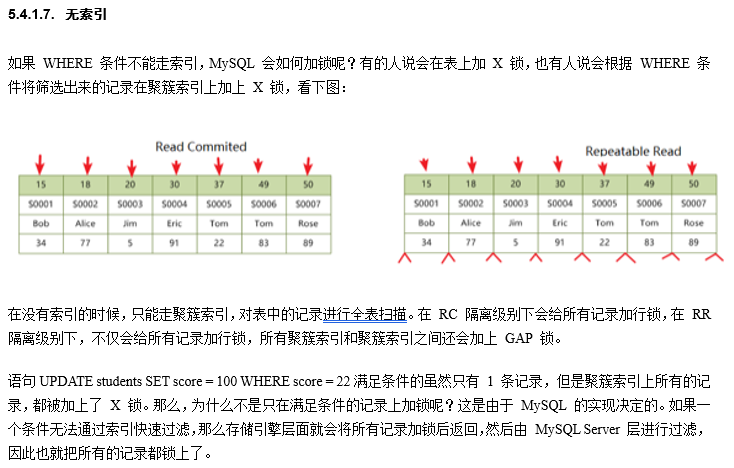 5.4.1.7. 无索引
如果 WHERE 条件不能走索引，MySQL 会如何加锁呢？有的人说会在表上加 X 锁，也有人说会根据 WHERE 条
件将筛选出来的记录在聚簇索引上加上 X 锁，看下图：
Read Commited
15 18 20 30 37 49 50
S0001 S0002 S0003 S0004 S0005 S0006 S0007
Bob Alice Jim Eric Tom Tom Rose
34 77 5 91 22 83 89
Repeatable Read
15 18 20 30 37 49 50
S0001 S0002 S0003 S0004 S0005 S0006 S0007
Bob Alice Jim Eric Tom Tom Rose
34 77 5 91 22 83 89
在没有索引的时候，只能走聚簇索引，对表中的记录进行全表扫描。在 RC 隔离级别下会给所有记录加行锁，在 RR
隔离级别下，不仅会给所有记录加行锁，所有聚簇索引和聚簇索引之间还会加上 GAP 锁。
语句 UPDATE students SET score = 100 WHERE score = 22 满足条件的虽然只有 1 条记录，但是聚簇索引上所有的记
录，都被加上了 X 锁。那么，为什么不是只在满足条件的记录上加锁呢？这是由于 MySQL 的实现决定的。如果一
个条件无法通过索引快速过滤，那么存储引擎层面就会将所有记录加锁后返回，然后由 MySQL Server 层进行过滤，
因此也就把所有的记录都锁上了。